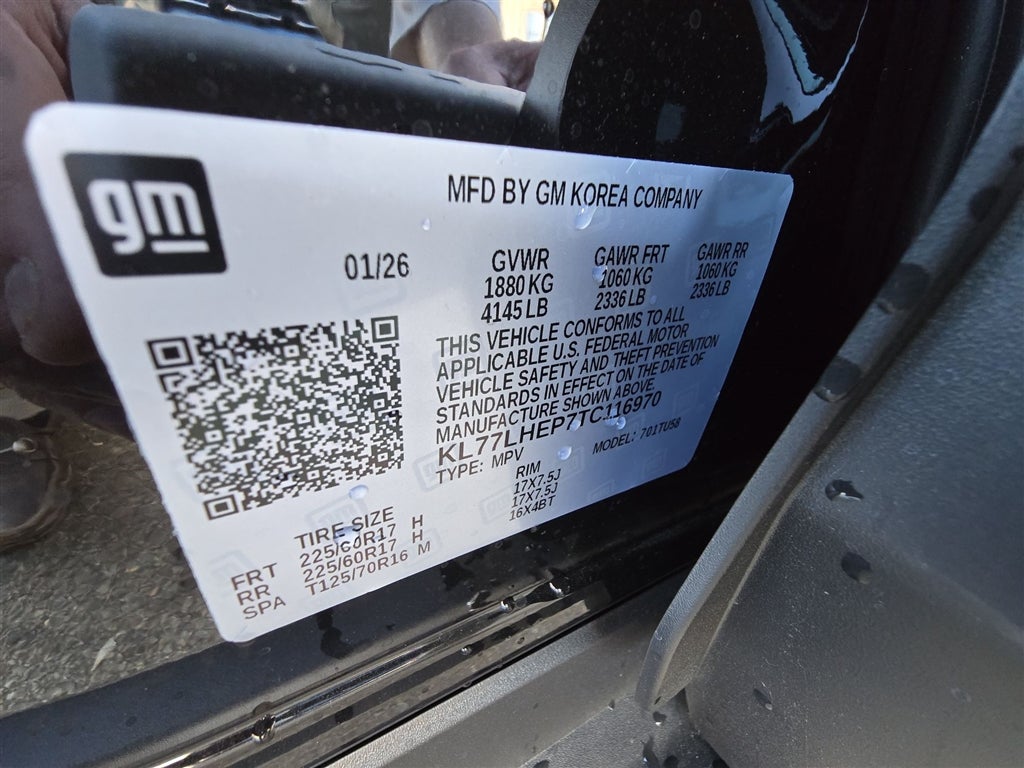 gm
MFD BY GM KOREA COMPANY
01/26
GVWR GAWR FRT GAWR RR
1880 KG 1060 KG 1060 KG
4145 LB 2336 LB 2336 LB
THIS VEHICLE CONFORMS TO ALL
APPLICABLE U.S. FEDERAL MOTOR
VEHICLE SAFETY AND THEFT PREVENTION
STANDARDS IN EFFECT ON THE DATE OF
MANUFACTURE SHOWN ABOVE.
KL77LHEP7TC116970
TYPE: MPV MODEL: 701TU58
TIRE SIZE RIM
FRT 225/60R17 H 17X7.5J
RR 225/60R17 H 17X7.5J
SPA T125/70R16 M 16X4BT